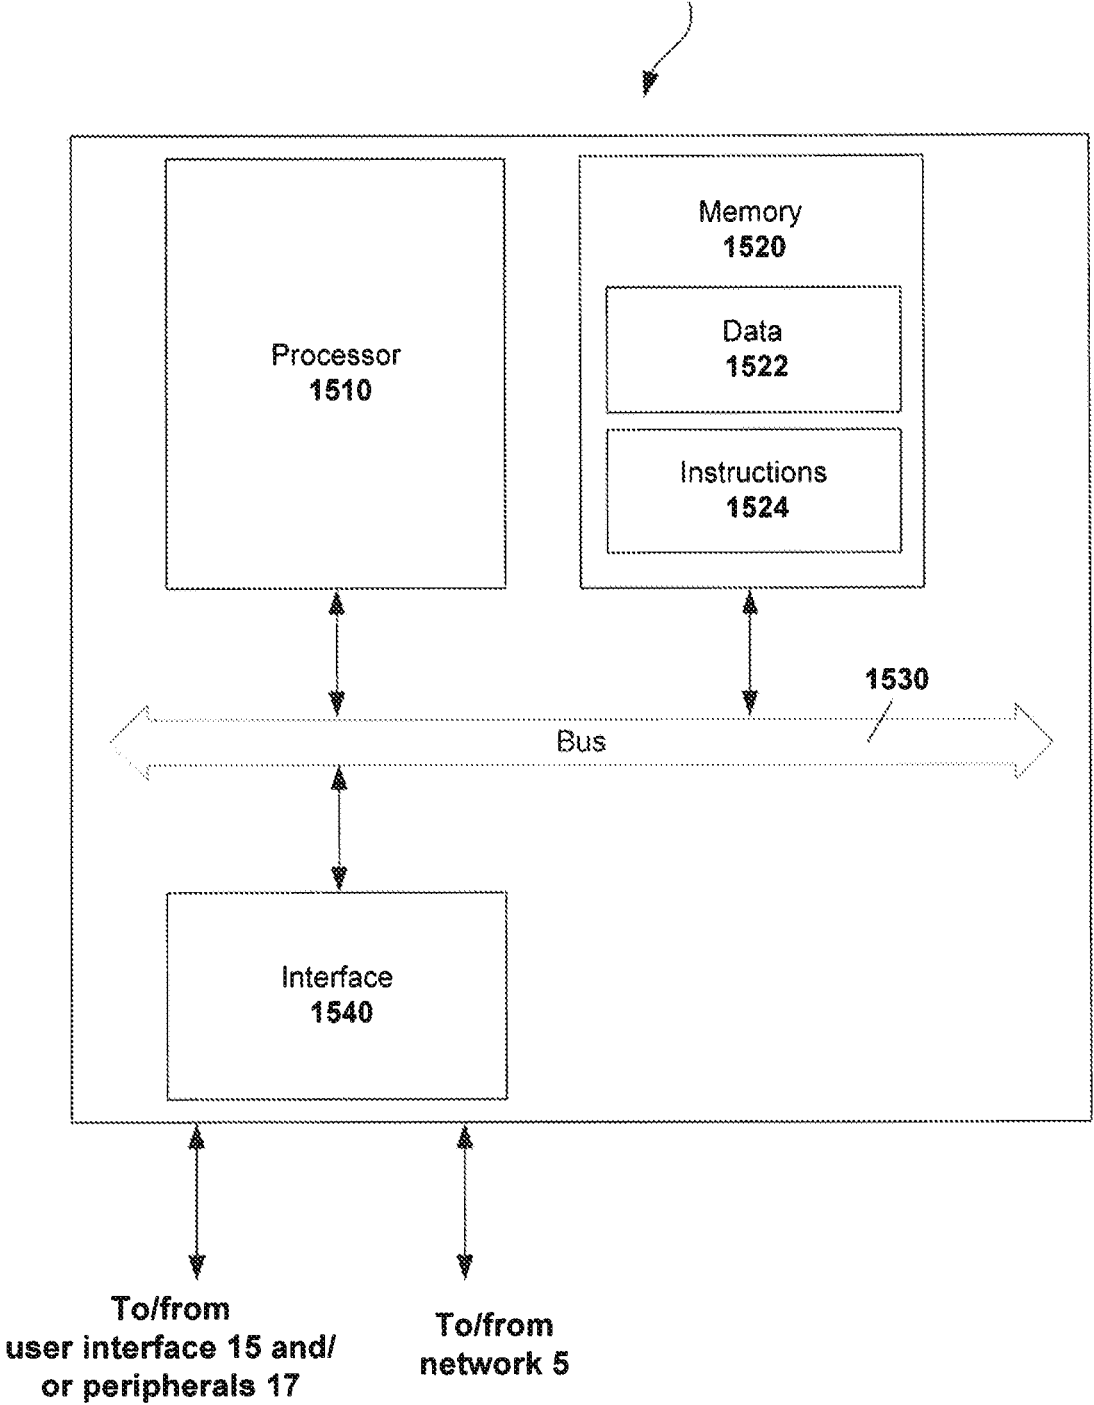 Processor
1510
Memory
1520
Data
1522
Instructions
1524
1530
Bus
Interface
1540
To/from
user interface 15 and/
or peripherals 17
To/from
network 5